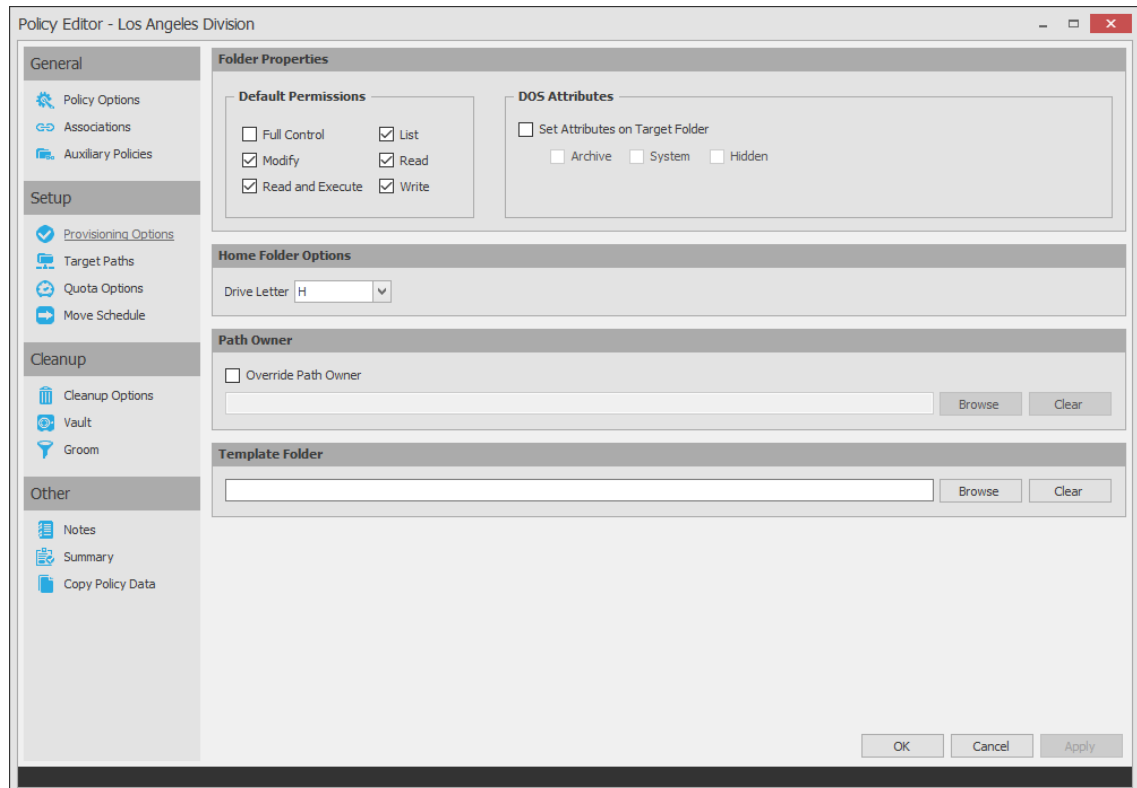 Policy Editor - Los Angeles Division
General
Policy Options
Associations
Auxiliary Policies
Setup
Provisioning Options
Target Paths
Quota Options
Move Schedule
Cleanup
Cleanup Options
Vault
Groom
Other
Notes
Summary
Copy Policy Data
Folder Properties
Default Permissions
Full Control
List
Modify
Read
Read and Execute
Write
DOS Attributes
Set Attributes on Target Folder
Archive
System
Hidden
Home Folder Options
Drive Letter H
Path Owner
Override Path Owner
Browse
Clear
Template Folder
Browse
Clear
OK
Cancel
Apply